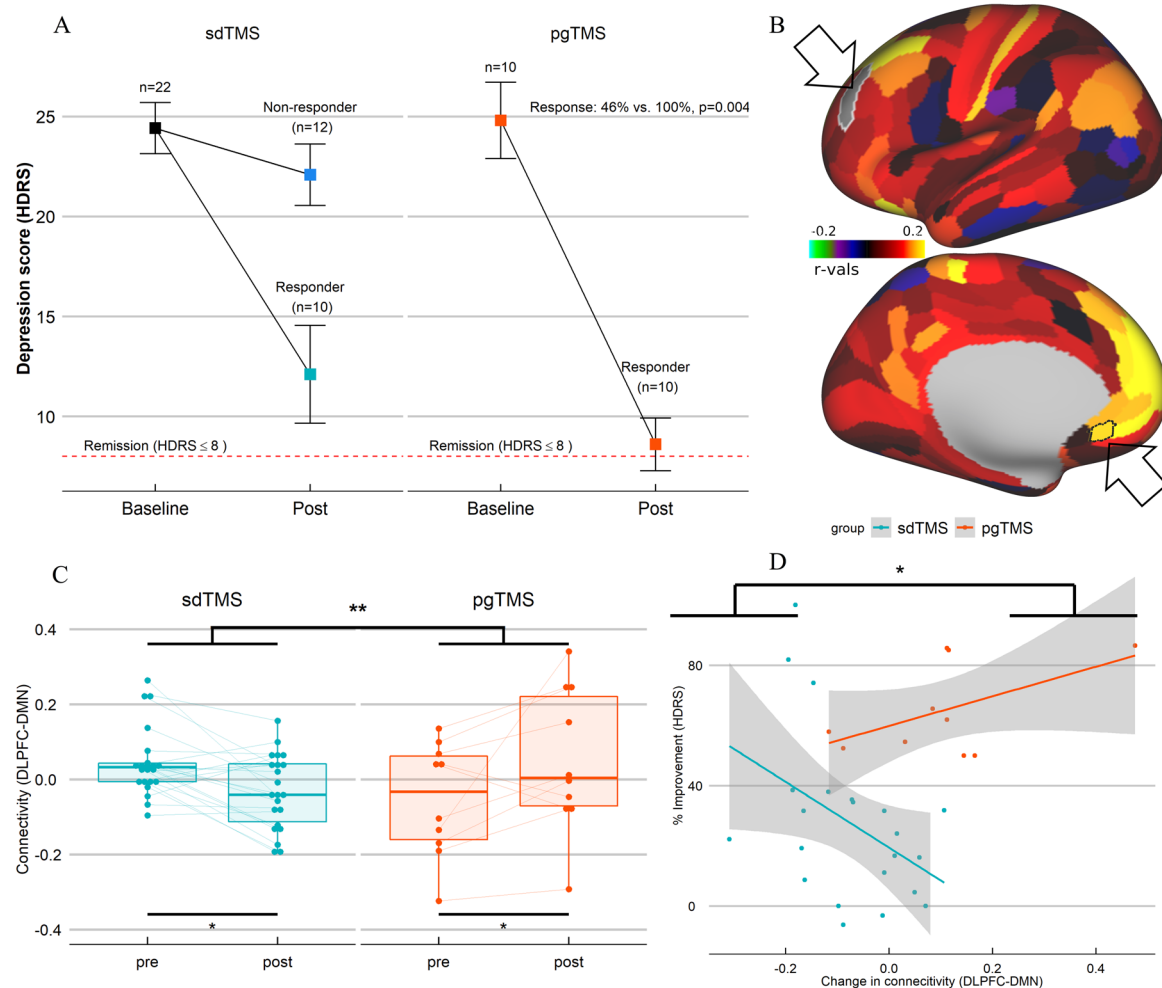 A
sdTMS
pgTMS
n=22
Non-responder
(n=12)
Responder
(n=10)
n=10
Response: 46% vs. 100%, p=0.004
Responder
(n=10)
Depression score (HDRS)
25
20
15
10
Remission (HDRS ≤ 8 )
Remission (HDRS ≤ 8 )
Baseline
Post
Baseline
Post
B
-0.2
0.2
r-vals
C
sdTMS
pgTMS
**
Connectivity (DLPFC-DMN)
0.4
0.2
0.0
-0.2
-0.4
*
*
pre
post
pre
post
group
sdTMS
pgTMS
D
*
% Improvement (HDRS)
80
40
0
-0.2
0.0
0.2
0.4
Change in connectivity (DLPFC-DMN)